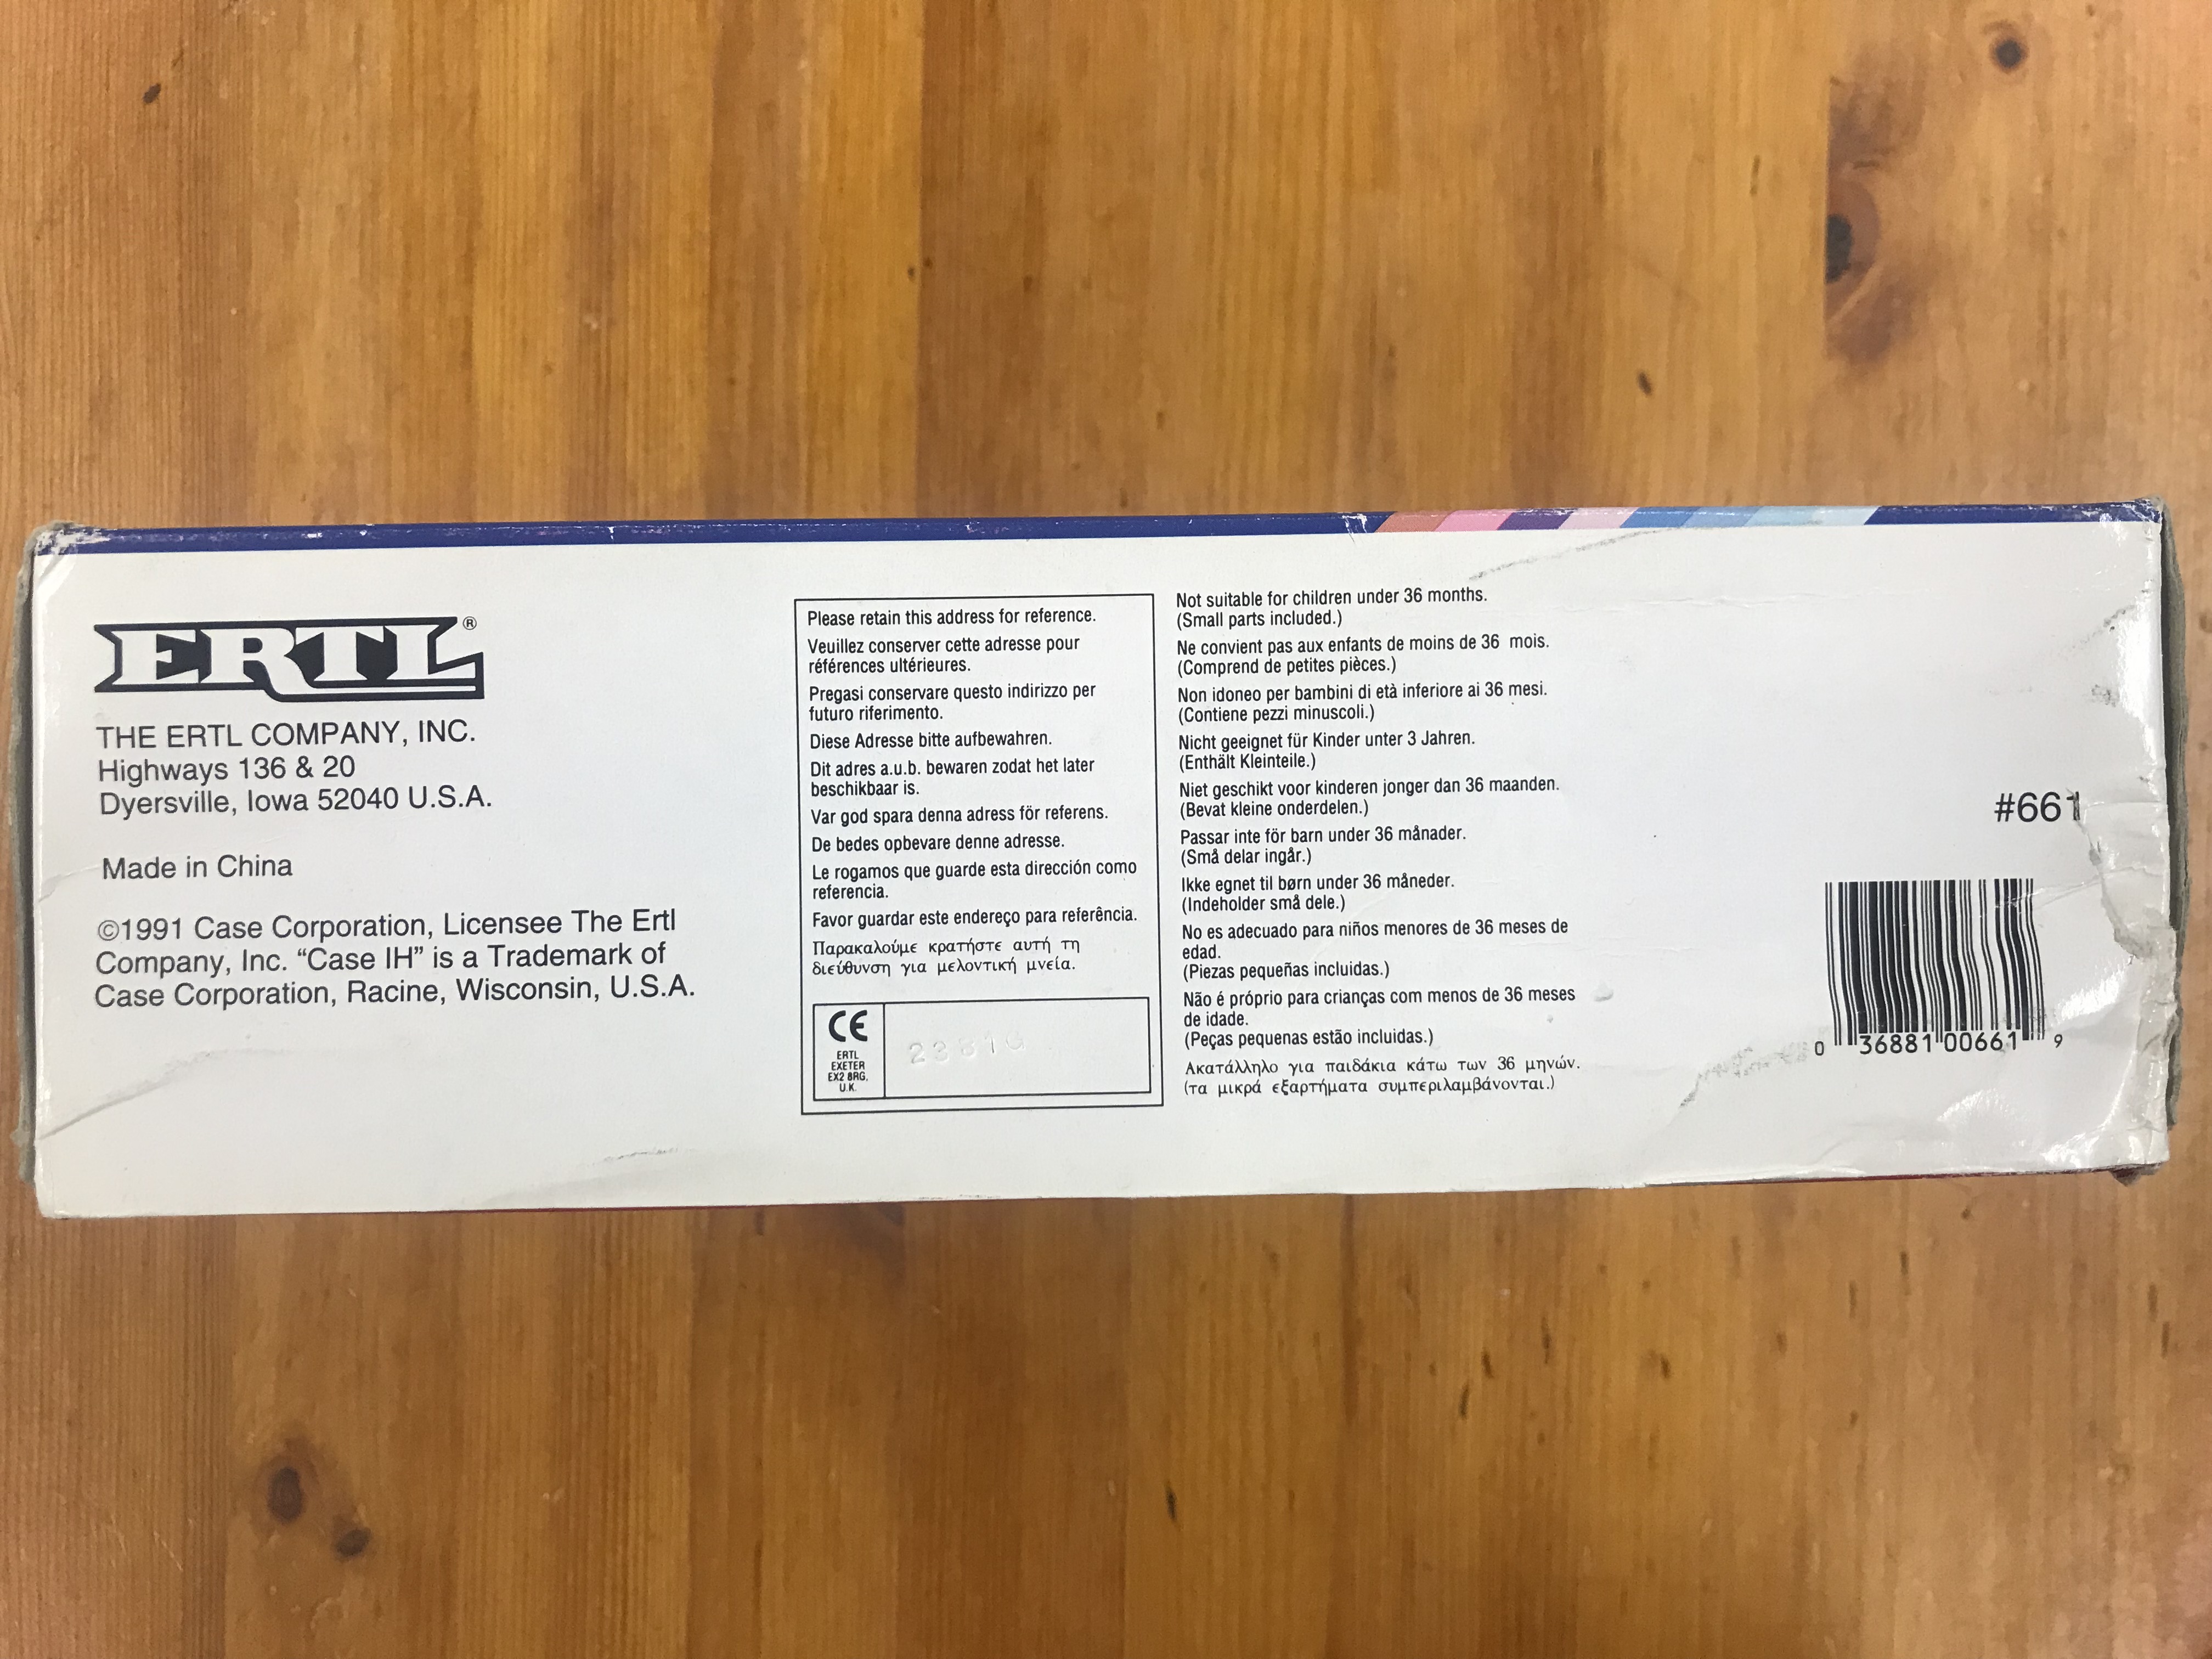 ERTL®
THE ERTL COMPANY, INC.
Highways 136 & 20
Dyersville, Iowa 52040 U.S.A.
Made in China
©1991 Case Corporation, Licensee The Ertl
Company, Inc. “Case IH” is a Trademark of
Case Corporation, Racine, Wisconsin, U.S.A.
Please retain this address for reference.
Veuillez conserver cette adresse pour
références ultérieures.
Pregasi conservare questo indirizzo per
futuro riferimento.
Diese Adresse bitte aufbewahren.
Dit adres a.u.b. bewaren zodat het later
beschikbaar is.
Var god spara denna adress för referens.
De bedes opbevare denne adresse.
Le rogamos que guarde esta dirección como
referencia.
Favor guardar este endereço para referência.
Παρακαλούμε κρατήστε αυτή τη
διεύθυνση για μελοντική μνεία.
CE
ERTL
EXETER
EX2 8RG,
U.K.
Not suitable for children under 36 months.
(Small parts included.)
Ne convient pas aux enfants de moins de 36 mois.
(Comprend de petites pièces.)
Non idoneo per bambini di età inferiore ai 36 mesi.
(Contiene pezzi minuscoli.)
Nicht geeignet für Kinder unter 3 Jahren.
(Enthält Kleinteile.)
Niet geschikt voor kinderen jonger dan 36 maanden.
(Bevat kleine onderdelen.)
Passar inte för barn under 36 månader.
(Små delar ingår.)
Ikke egnet til børn under 36 måneder.
(Indeholder små dele.)
No es adecuado para niños menores de 36 meses de
edad.
(Piezas pequeñas incluidas.)
Não é próprio para crianças com menos de 36 meses
de idade.
(Peças pequenas estão incluidas.)
Ακατάλληλο για παιδάκια κάτω των 36 μηνών.
(τα μικρά εξαρτήματα συμπεριλαμβάνονται.)
#661
0 36881 00661 9